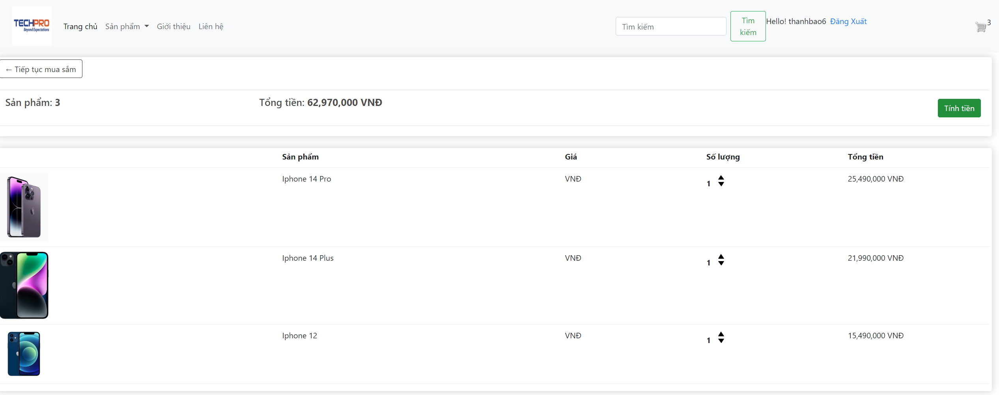 TECHPRO
Beyond Expectations
Trang chủ Sản phẩm Giới thiệu Liên hệ
Tìm kiếm
Tìm kiếm
Hello! thanhbao6 Đăng Xuất
3
← Tiếp tục mua sắm
Sản phẩm: 3 Tổng tiền: 62,970,000 VNĐ Tính tiền
Sản phẩm Giá Số lượng Tổng tiền
Iphone 14 Pro VNĐ 1 25,490,000 VNĐ
Iphone 14 Plus VNĐ 1 21,990,000 VNĐ
Iphone 12 VNĐ 1 15,490,000 VNĐ